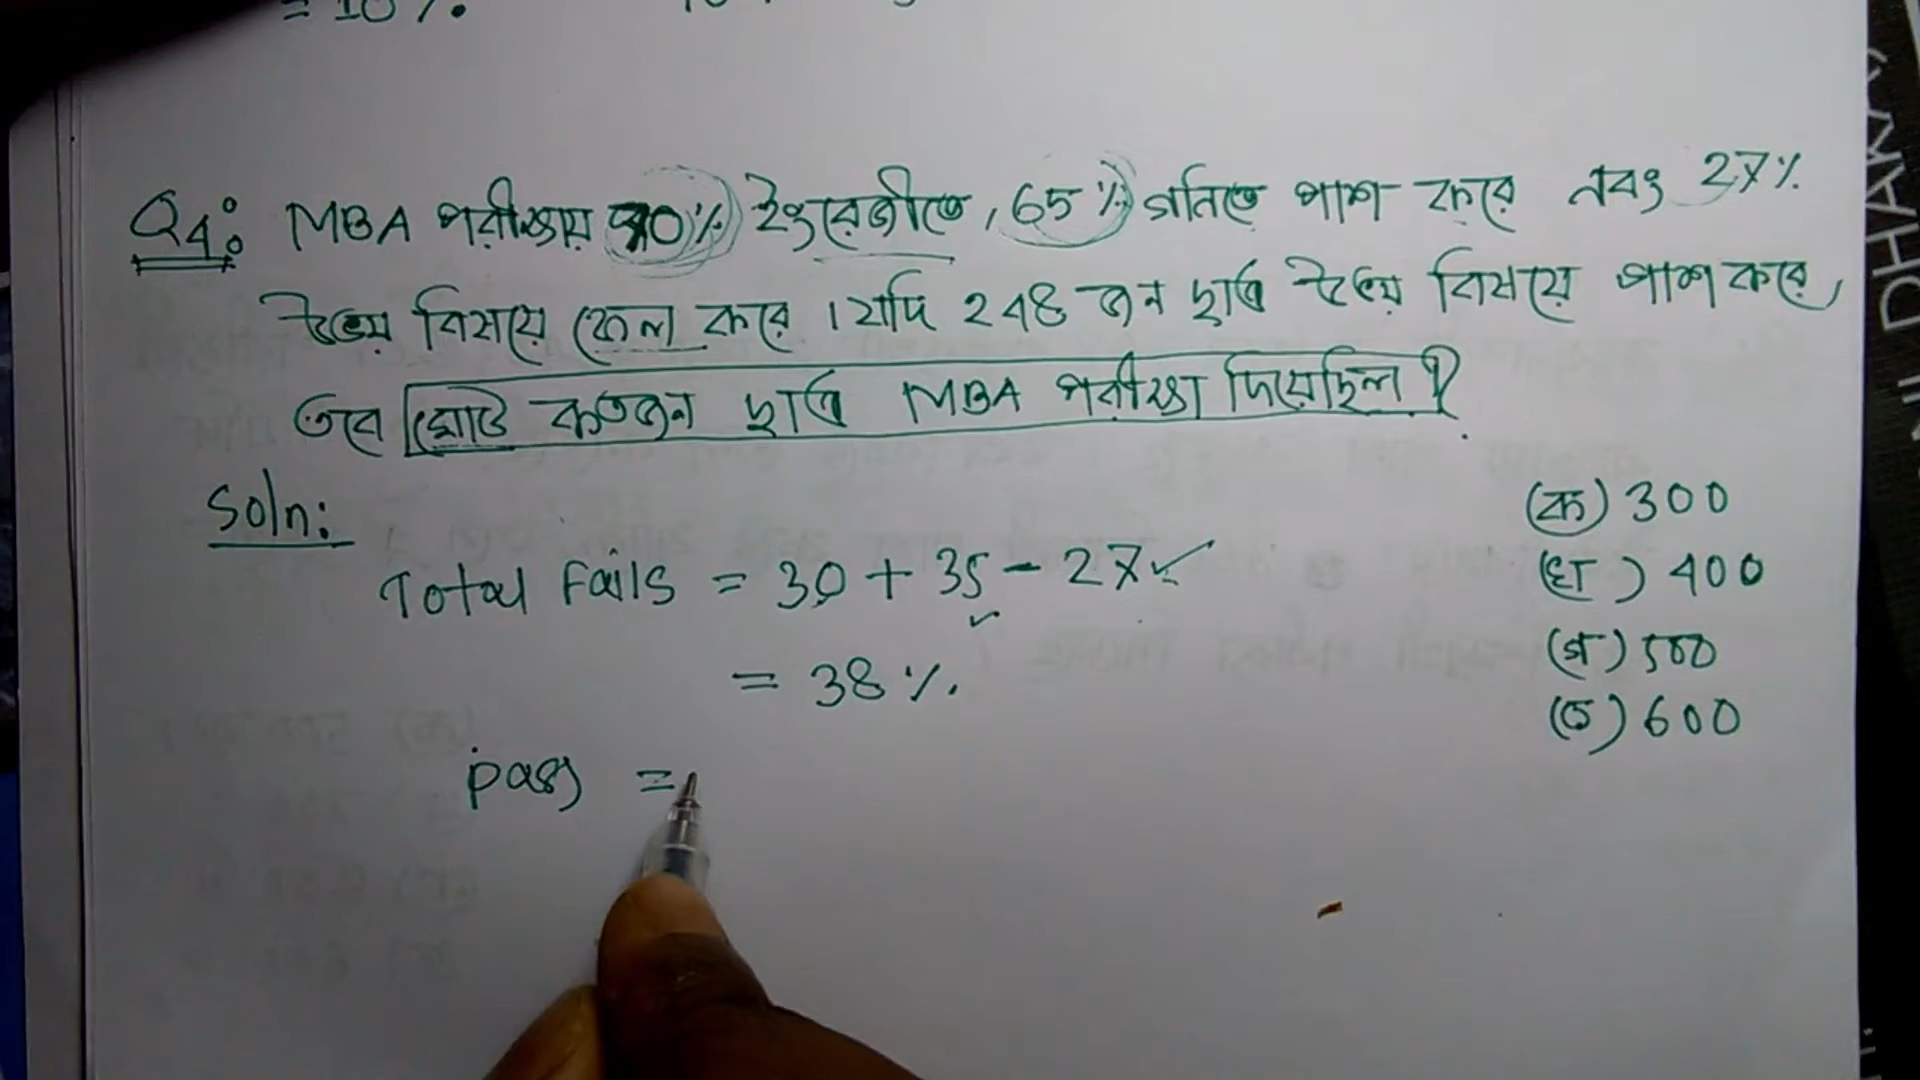 = 10%.
Q4: MBA পরীক্ষায় 70% ইংরেজীতে, 65% গনিতে পাশ করে এবং 27%
উভয় বিষয়ে ফেল করে । যদি 248 জন ছাত্র উভয় বিষয়ে পাশ করে,
তবে মোট কতজন ছাত্র MBA পরীক্ষা দিয়েছিল ?
Soln:
(ক) 300
Total Fails = 30 + 35 - 27
(খ) 400
(গ) 500
= 38%.
(ঘ) 600
pass =